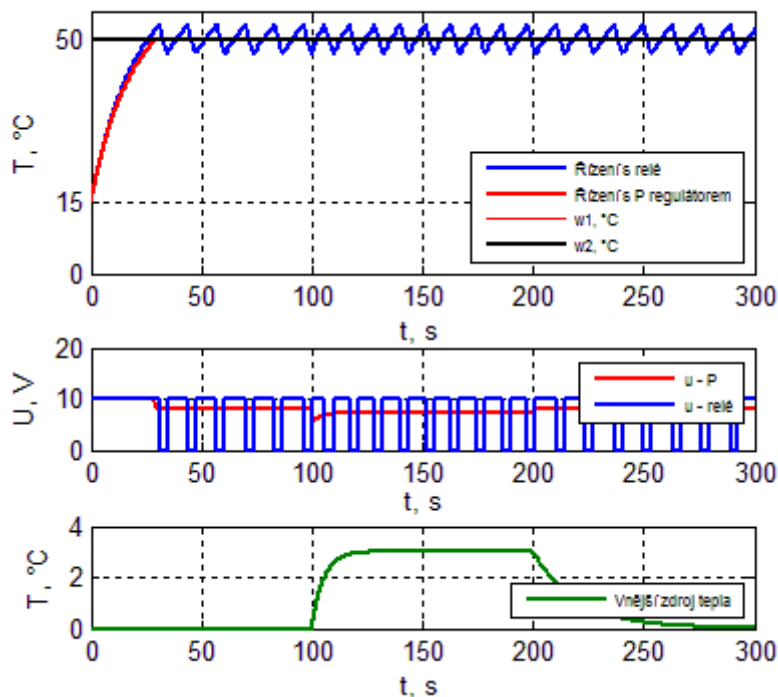 T, °C
50
15
0
Řízení s relé
Řízení s P regulátorem
w1, °C
w2, °C
0 50 100 150 200 250 300
t, s
U, V
20
10
0
u - P
u - relé
0 50 100 150 200 250 300
t, s
T, °C
4
2
0
Vnější zdroj tepla
0 50 100 150 200 250 300
t, s